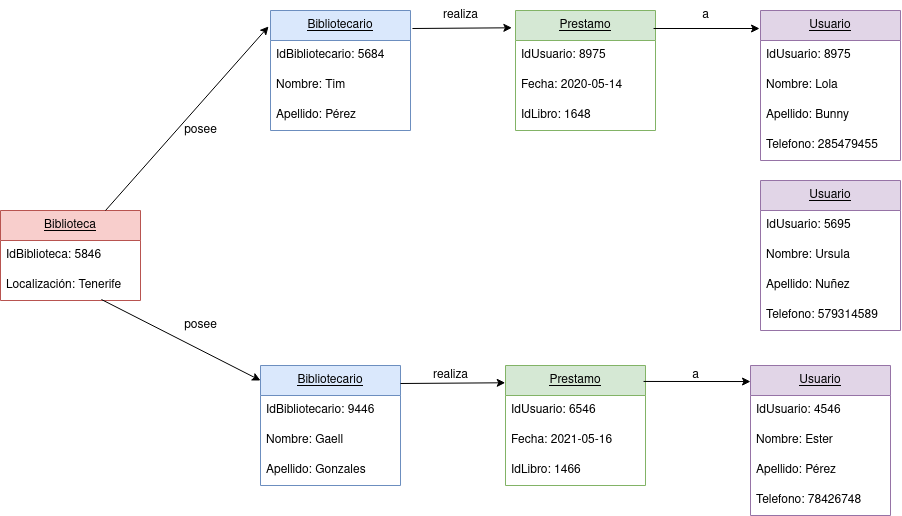 Bibliotecario
IdBibliotecario: 5684
Nombre: Tim
Apellido: Pérez
realiza
Prestamo
IdUsuario: 8975
Fecha: 2020-05-14
IdLibro: 1648
a
Usuario
IdUsuario: 8975
Nombre: Lola
Apellido: Bunny
Telefono: 285479455
posee
Usuario
IdUsuario: 5695
Nombre: Ursula
Apellido: Nuñez
Telefono: 579314589
Biblioteca
IdBiblioteca: 5846
Localización: Tenerife
posee
Bibliotecario
IdBibliotecario: 9446
Nombre: Gaell
Apellido: Gonzales
realiza
Prestamo
IdUsuario: 6546
Fecha: 2021-05-16
IdLibro: 1466
a
Usuario
IdUsuario: 4546
Nombre: Ester
Apellido: Pérez
Telefono: 78426748